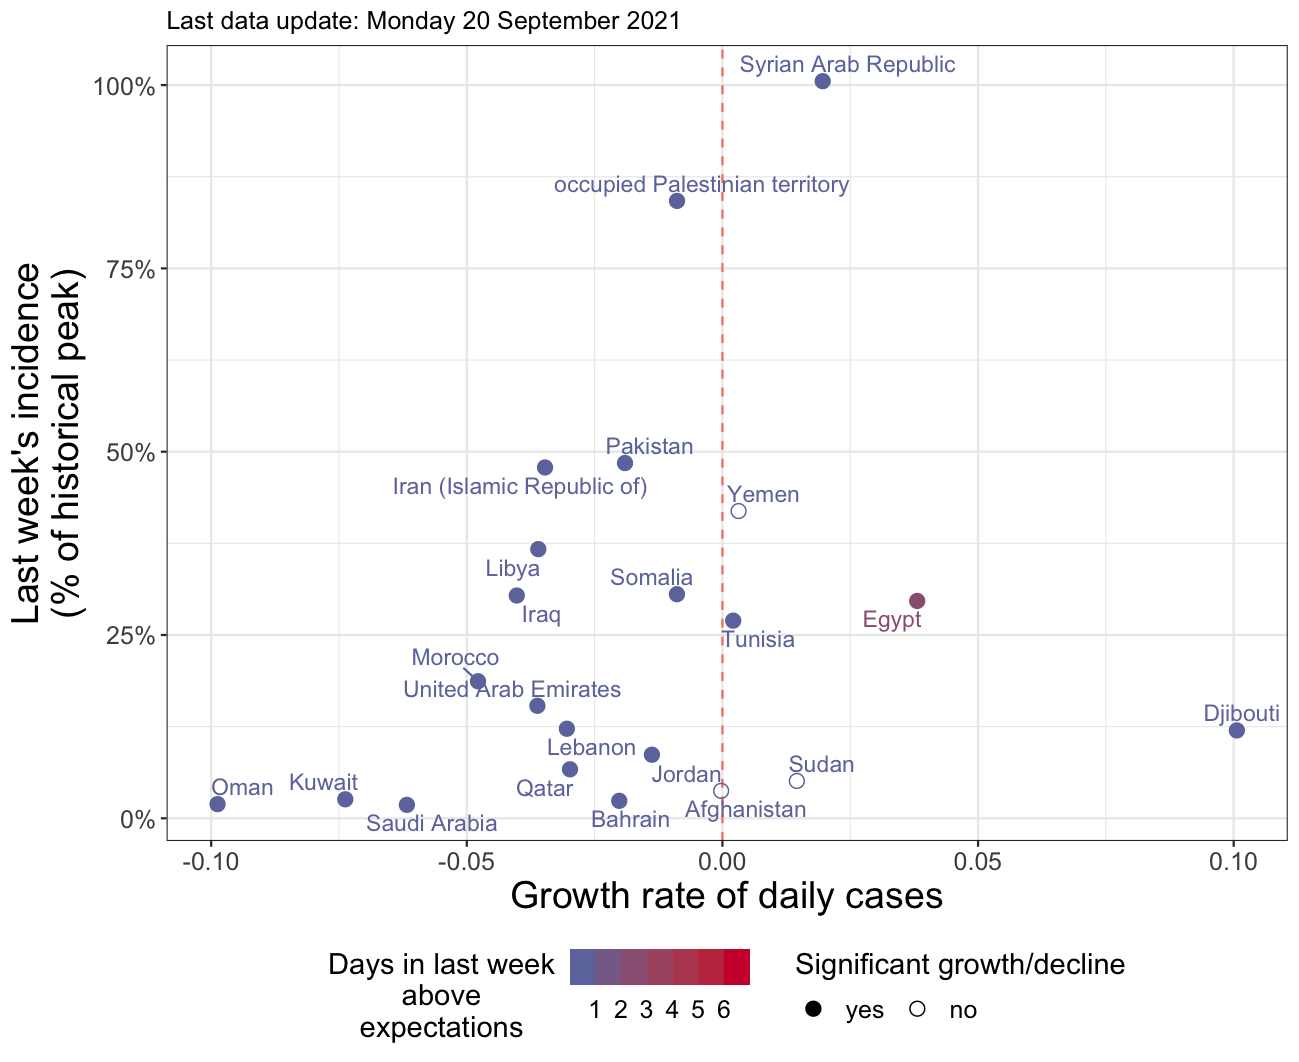 Last data update: Monday 20 September 2021
Last week's incidence
(% of historical peak)
100%
75%
50%
25%
0%
Syrian Arab Republic
occupied Palestinian territory
Pakistan
Iran (Islamic Republic of)
Yemen
Libya
Somalia
Iraq
Egypt
Tunisia
Morocco
United Arab Emirates
Djibouti
Lebanon
Jordan
Sudan
Oman
Kuwait
Qatar
Afghanistan
Saudi Arabia
Bahrain
-0.10
-0.05
0.00
0.05
0.10
Growth rate of daily cases
Days in last week
above
expectations
1 2 3 4 5 6
Significant growth/decline
yes
no